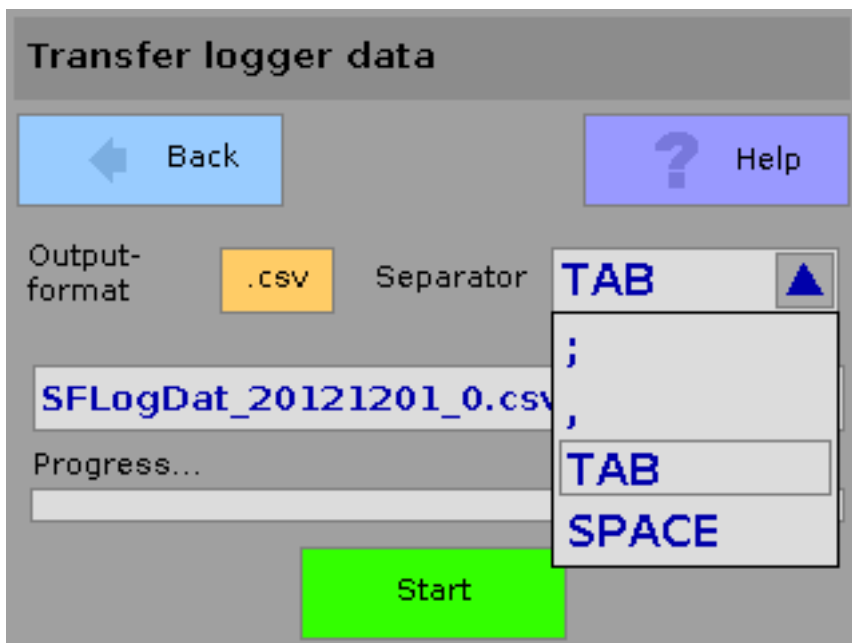 Transfer logger data
Back
? Help
Output-
format
.csv
Separator
TAB
;
,
TAB
SPACE
SFLogDat_20121201_0.csv
Progress...
Start